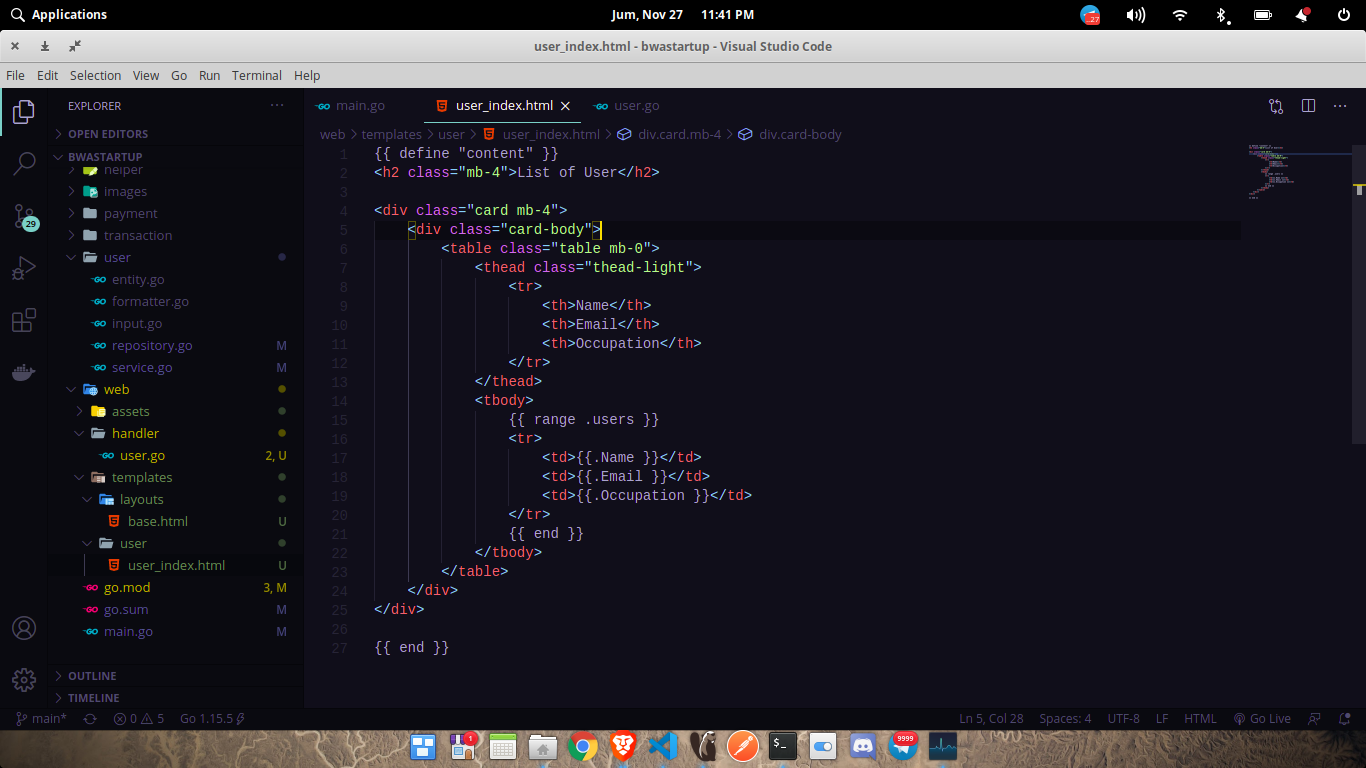 Applications
Jum, Nov 27 11:41 PM
27
user_index.html - bwastartup - Visual Studio Code
File Edit Selection View Go Run Terminal Help
EXPLORER
main.go
user_index.html
user.go
OPEN EDITORS
web > templates > user > user_index.html > div.card.mb-4 > div.card-body
BWASTARTUP
helper
images
payment
transaction
user
entity.go
formatter.go
input.go
repository.go M
service.go M
web
assets
handler
user.go 2, U
templates
layouts
base.html U
user
user_index.html U
go.mod 3, M
go.sum M
main.go M
OUTLINE
TIMELINE
29
1 {{ define "content" }}
2 <h2 class="mb-4">List of User</h2>
3
4 <div class="card mb-4">
5 <div class="card-body">
6 <table class="table mb-0">
7 <thead class="thead-light">
8 <tr>
9 <th>Name</th>
10 <th>Email</th>
11 <th>Occupation</th>
12 </tr>
13 </thead>
14 <tbody>
15 {{ range .users }}
16 <tr>
17 <td>{{.Name }}</td>
18 <td>{{.Email }}</td>
19 <td>{{.Occupation }}</td>
20 </tr>
21 {{ end }}
22 </tbody>
23 </table>
24 </div>
25 </div>
26
27 {{ end }}
main* 0 5 Go 1.15.5 Ln 5, Col 28 Spaces: 4 UTF-8 LF HTML Go Live
1
$_
9999